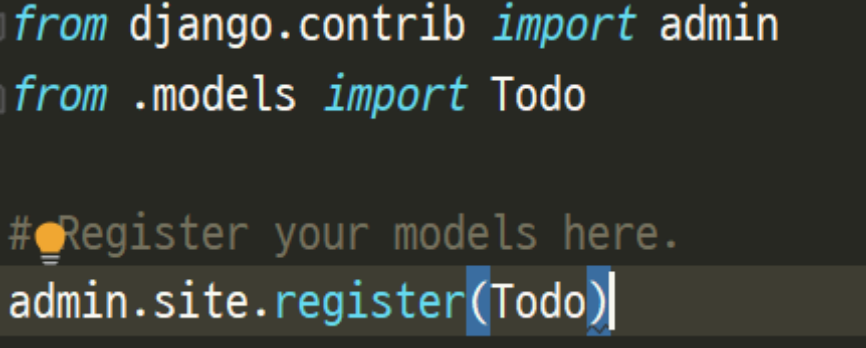 from django.contrib import admin
from .models import Todo
# Register your models here.
admin.site.register(Todo)